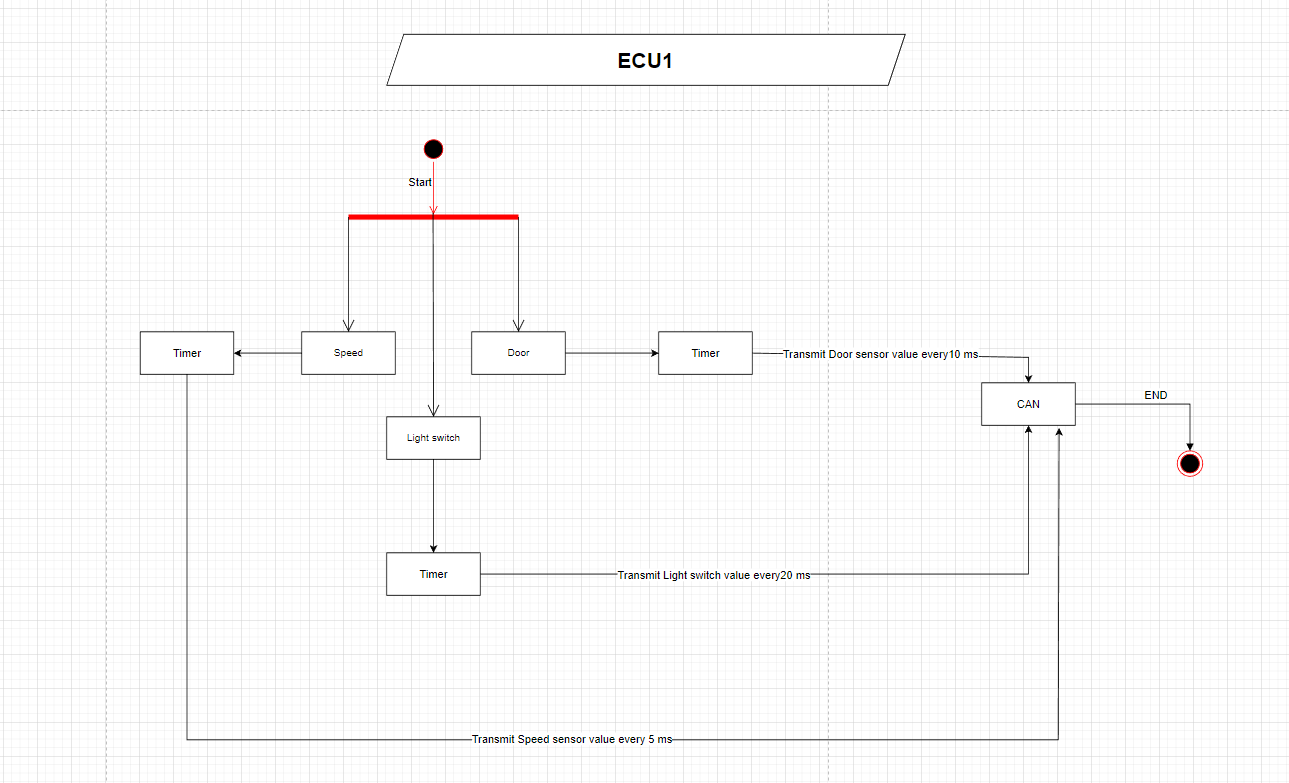 ECU1
Start
Timer
Speed
Door
Timer
Transmit Door sensor value every10 ms
CAN
END
Light switch
Timer
Transmit Light switch value every20 ms
Transmit Speed sensor value every 5 ms